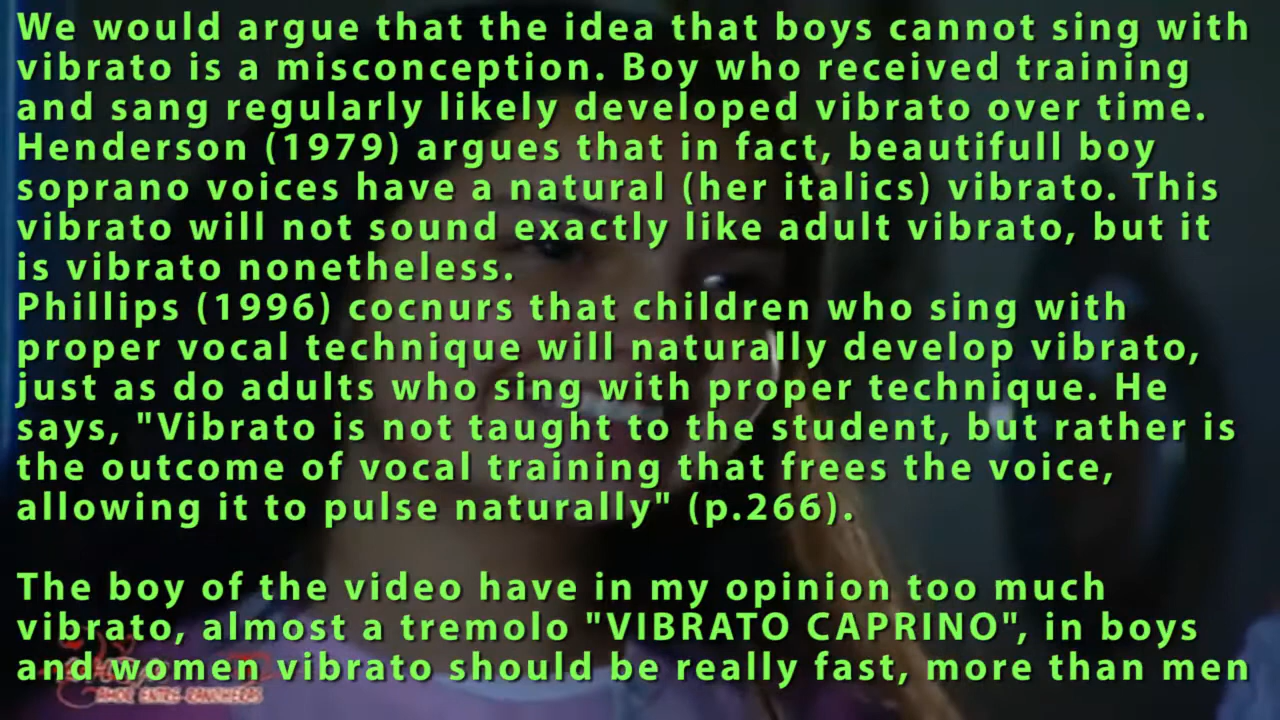 We would argue that the idea that boys cannot sing with
vibrato is a misconception. Boy who received training
and sang regularly likely developed vibrato over time.
Henderson (1979) argues that in fact, beautifull boy
soprano voices have a natural (her italics) vibrato. This
vibrato will not sound exactly like adult vibrato, but it
is vibrato nonetheless.
Phillips (1996) cocnurs that children who sing with
proper vocal technique will naturally develop vibrato,
just as do adults who sing with proper technique. He
says, "Vibrato is not taught to the student, but rather is
the outcome of vocal training that frees the voice,
allowing it to pulse naturally" (p.266).
The boy of the video have in my opinion too much
vibrato, almost a tremolo "VIBRATO CAPRINO", in boys
and women vibrato should be really fast, more than men
AMOR ENTRE RANCHEROS